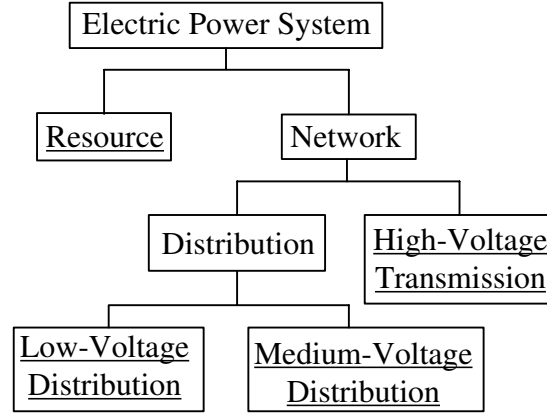 Electric Power System
Resource
Network
Distribution
High-Voltage
Transmission
Low-Voltage
Distribution
Medium-Voltage
Distribution